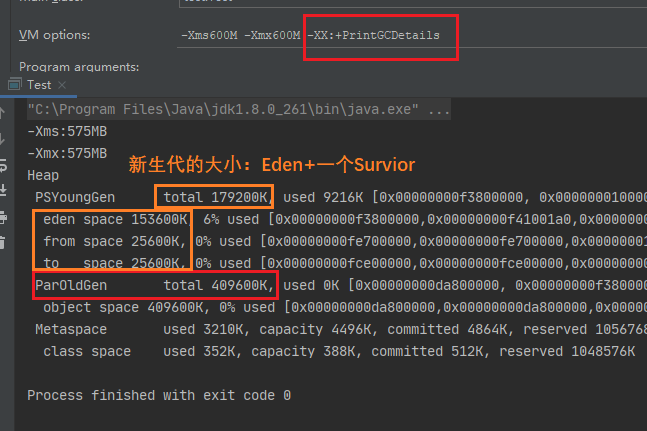 VM options: -Xms600M -Xmx600M -XX:+PrintGCDetails
Program arguments:
Test ×
"C:\Program Files\Java\jdk1.8.0_261\bin\java.exe" ...
-Xms:575MB
-Xmx:575MB
新生代的大小：Eden+一个Survior
Heap
PSYoungGen total 179200K, used 9216K [0x00000000f3800000, 0x0000000010000
eden space 153600K, 6% used [0x00000000f3800000,0x00000000f41001a0,0x00000000
from space 25600K, 0% used [0x00000000fe700000,0x00000000fe700000,0x00000001
to space 25600K, 0% used [0x00000000fce00000,0x00000000fce00000,0x00000000
ParOldGen total 409600K, used 0K [0x00000000da800000, 0x00000000f380000
object space 409600K, 0% used [0x00000000da800000,0x00000000da800000,0x0000
Metaspace used 3210K, capacity 4496K, committed 4864K, reserved 1056768
class space used 352K, capacity 388K, committed 512K, reserved 1048576K
Process finished with exit code 0